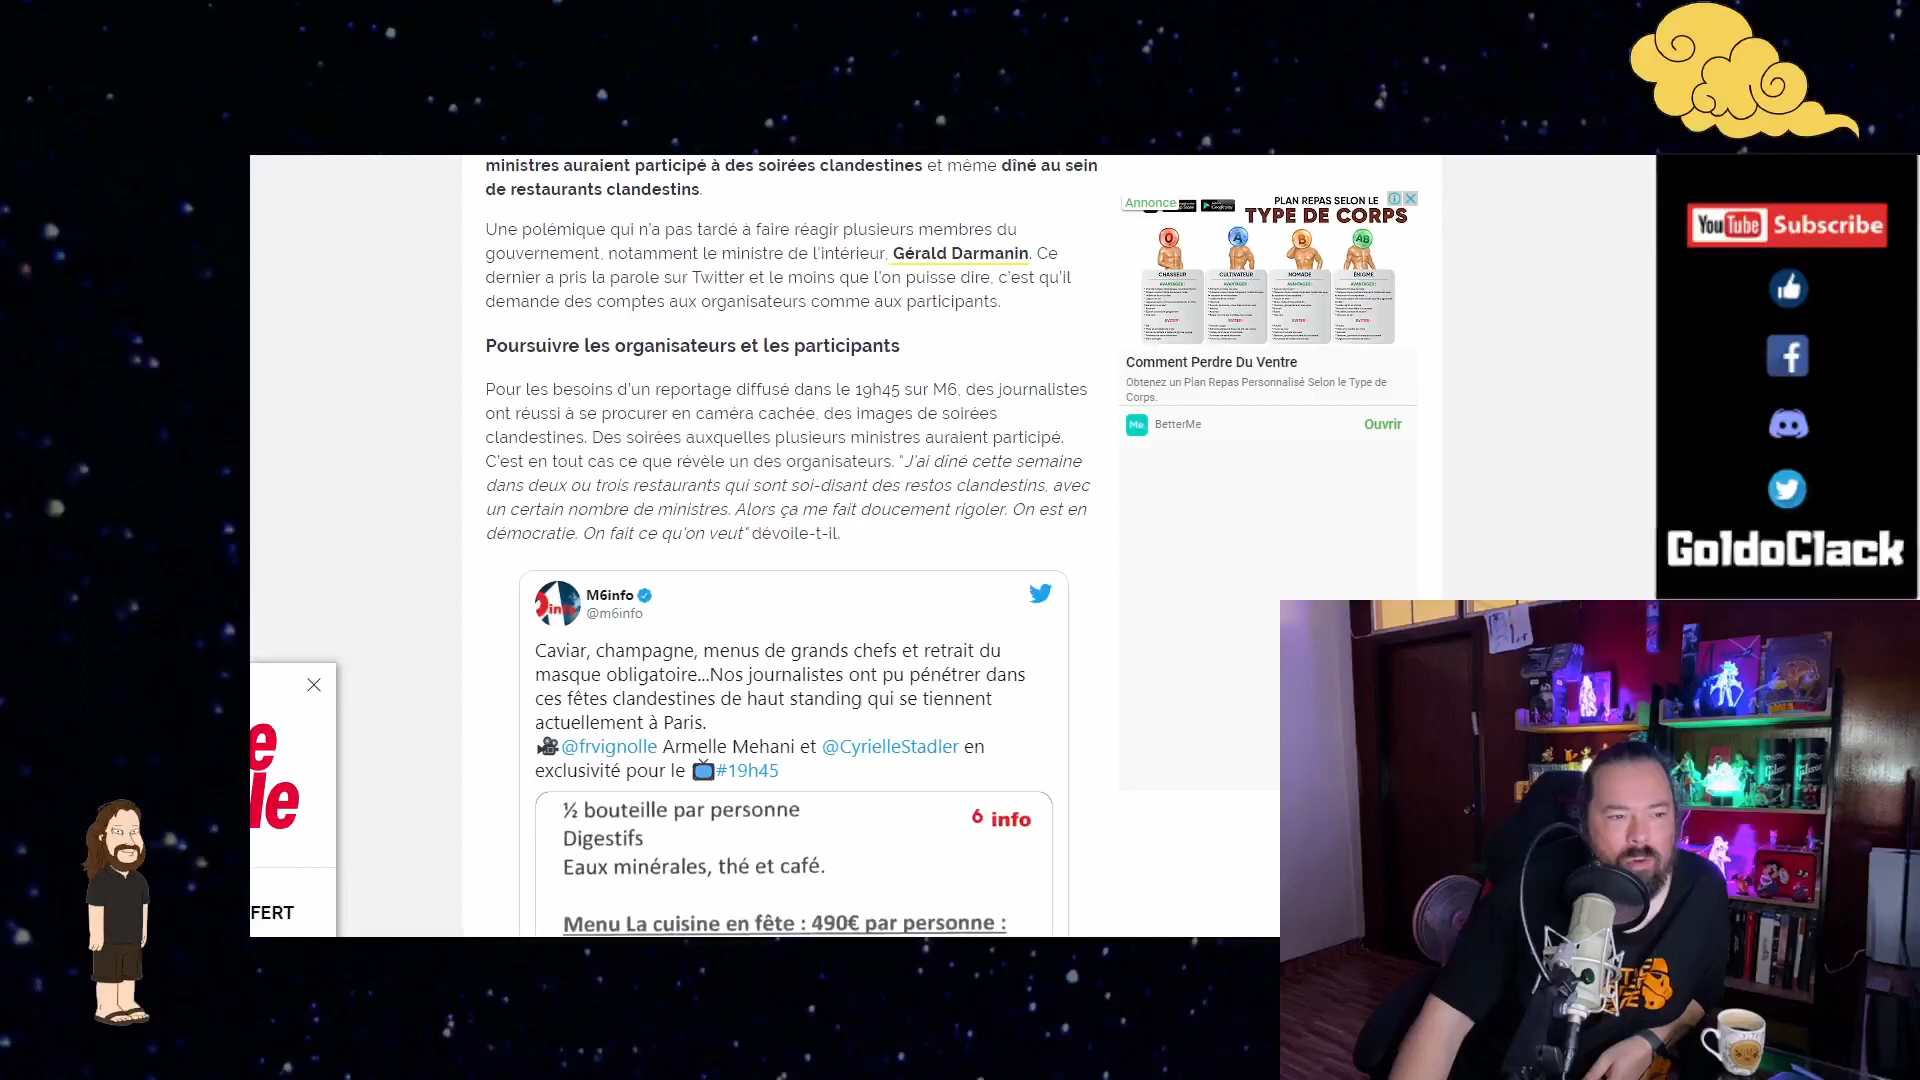 ministres auraient participé à des soirées clandestines et même dîné au sein
de restaurants clandestins.
Une polémique qui n'a pas tardé à faire réagir plusieurs membres du
gouvernement, notamment le ministre de l'intérieur, Gérald Darmanin. Ce
dernier a pris la parole sur Twitter et le moins que l'on puisse dire, c'est qu'il
demande des comptes aux organisateurs comme aux participants.
Poursuivre les organisateurs et les participants
Pour les besoins d'un reportage diffusé dans le 19h45 sur M6, des journalistes
ont réussi à se procurer en caméra cachée, des images de soirées
clandestines. Des soirées auxquelles plusieurs ministres auraient participé.
C'est en tout cas ce que révèle un des organisateurs. "J'ai dîné cette semaine
dans deux ou trois restaurants qui sont soi-disant des restos clandestins, avec
un certain nombre de ministres. Alors ça me fait doucement rigoler. On est en
démocratie. On fait ce qu'on veut" dévoile-t-il.
M6info
@m6info
Caviar, champagne, menus de grands chefs et retrait du
masque obligatoire...Nos journalistes ont pu pénétrer dans
ces fêtes clandestines de haut standing qui se tiennent
actuellement à Paris.
@frvignolle Armelle Mehani et @CyrielleStadler en
exclusivité pour le #19h45
½ bouteille par personne
Digestifs
Eaux minérales, thé et café.
6 info
Menu La cuisine en fête : 490€ par personne :
Annonce
PLAN REPAS SELON LE
TYPE DE CORPS
O A B AB
CHASSEUR CULTIVATEUR NOMADE ÉNIGME
Comment Perdre Du Ventre
Obtenez un Plan Repas Personnalisé Selon le Type de
Corps.
Me.
BetterMe
Ouvrir
e
le
FERT
YouTube Subscribe
GoldoClack